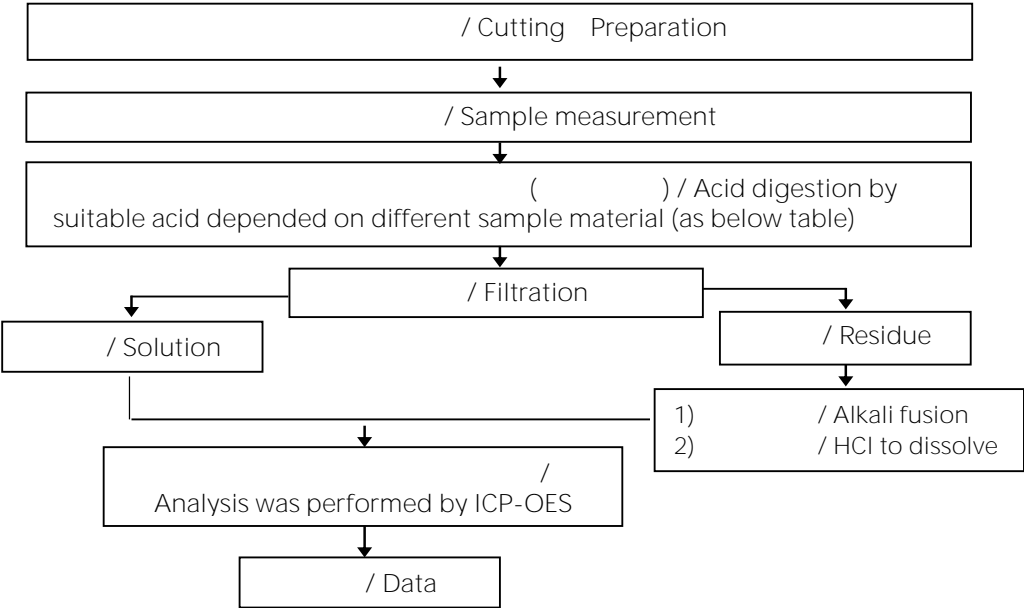 / Cutting Preparation
/ Sample measurement
( ) / Acid digestion by
suitable acid depended on different sample material (as below table)
/ Filtration
/ Solution
/ Residue
1) / Alkali fusion
2) / HCl to dissolve
/
Analysis was performed by ICP-OES
/ Data